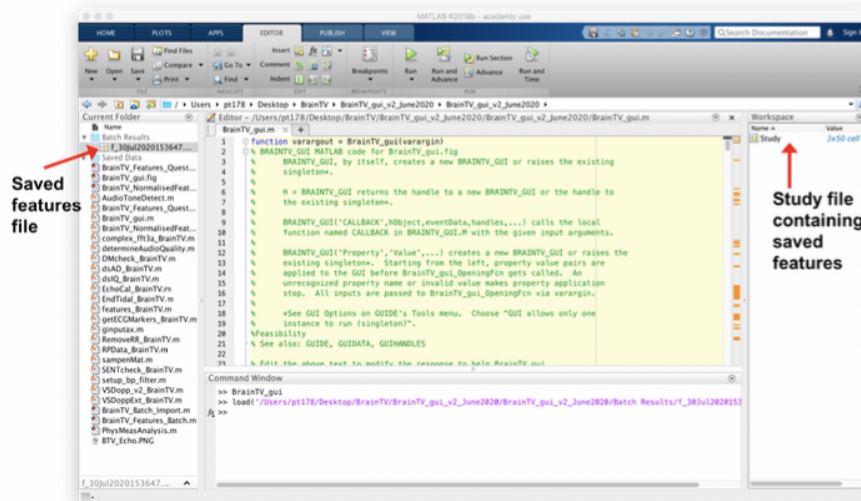 MATLAB R2018b - academic use
HOME PLOTS APPS EDITOR PUBLISH VIEW
Search Documentation
Sign
New Open Save
Find Files
Compare
Print
Go To
Find
Insert
Comment
Indent
Breakpoints
Run
Run and Advance
Run Section
Advance
Run and Time
FILE NAVIGATE EDIT BREAKPOINTS RUN
/ Users pt178 Desktop BrainTV BrainTV_gui_v2_June2020 BrainTV_gui_v2_June2020
Current Folder
Name
Batch Results
f_30Jul2020153647....
Saved Data
BrainTV_Features_Quest...
BrainTV_gui.fig
BrainTV_NormalisedFeat...
AudioToneDetect.m
BrainTV_Features_Quest...
BrainTV_gui.m
BrainTV_NormalisedFeat...
complex_fft3a_BrainTV.m
determineAudioQuality.m
DMcheck_BrainTV.m
dsAD_BrainTV.m
dsIQ_BrainTV.m
EchoCal_BrainTV.m
EndTidal_BrainTV.m
features_BrainTV.m
getECGMarkers_BrainTV.m
ginputax.m
RemoveRR_BrainTV.m
RPData_BrainTV.m
sampenMat.m
SENTcheck_BrainTV.m
setup_bp_filter.m
VSDopp_v2_BrainTV.m
VSDoppExt_BrainTV.m
BrainTV_Batch_Import.m
BrainTV_Features_Batch.m
PhysMeasAnalysis.m
BTV_Echo.PNG
f_30Jul2020153647....
Saved
features
file
Editor - /Users/pt178/Desktop/BrainTV/BrainTV_gui_v2_June2020/BrainTV_gui_v2_June2020/BrainTV_gui.m
BrainTV_gui.m
1 function varargout = BrainTV_gui(varargin)
2 % BRAINTV_GUI MATLAB code for BrainTV_gui.fig
3 % BRAINTV_GUI, by itself, creates a new BRAINTV_GUI or raises the existing
4 % singleton*.
5 %
6 % H = BRAINTV_GUI returns the handle to a new BRAINTV_GUI or the handle to
7 % the existing singleton*.
8 %
9 % BRAINTV_GUI('CALLBACK',hObject,eventData,handles,...) calls the local
10 % function named CALLBACK in BRAINTV_GUI.M with the given input arguments.
11 %
12 % BRAINTV_GUI('Property','Value',...) creates a new BRAINTV_GUI or raises the
13 % existing singleton*. Starting from the left, property value pairs are
14 % applied to the GUI before BrainTV_gui_OpeningFcn gets called. An
15 % unrecognized property name or invalid value makes property application
16 % stop. All inputs are passed to BrainTV_gui_OpeningFcn via varargin.
17 %
18 % *See GUI Options on GUIDE's Tools menu. Choose "GUI allows only one
19 % instance to run (singleton)".
20 %Feasibility
21 % See also: GUIDE, GUIDATA, GUIHANDLES
22
23 % Edit the above text to modify the response to help BrainTV_gui
Command Window
>> BrainTV_gui
>> load('/Users/pt178/Desktop/BrainTV/BrainTV_gui_v2_June2020/BrainTV_gui_v2_June2020/Batch Results/f_30Jul2020153
fx >>
Workspace
Name Value
Study 3x50 cell
Study file
containing
saved
features